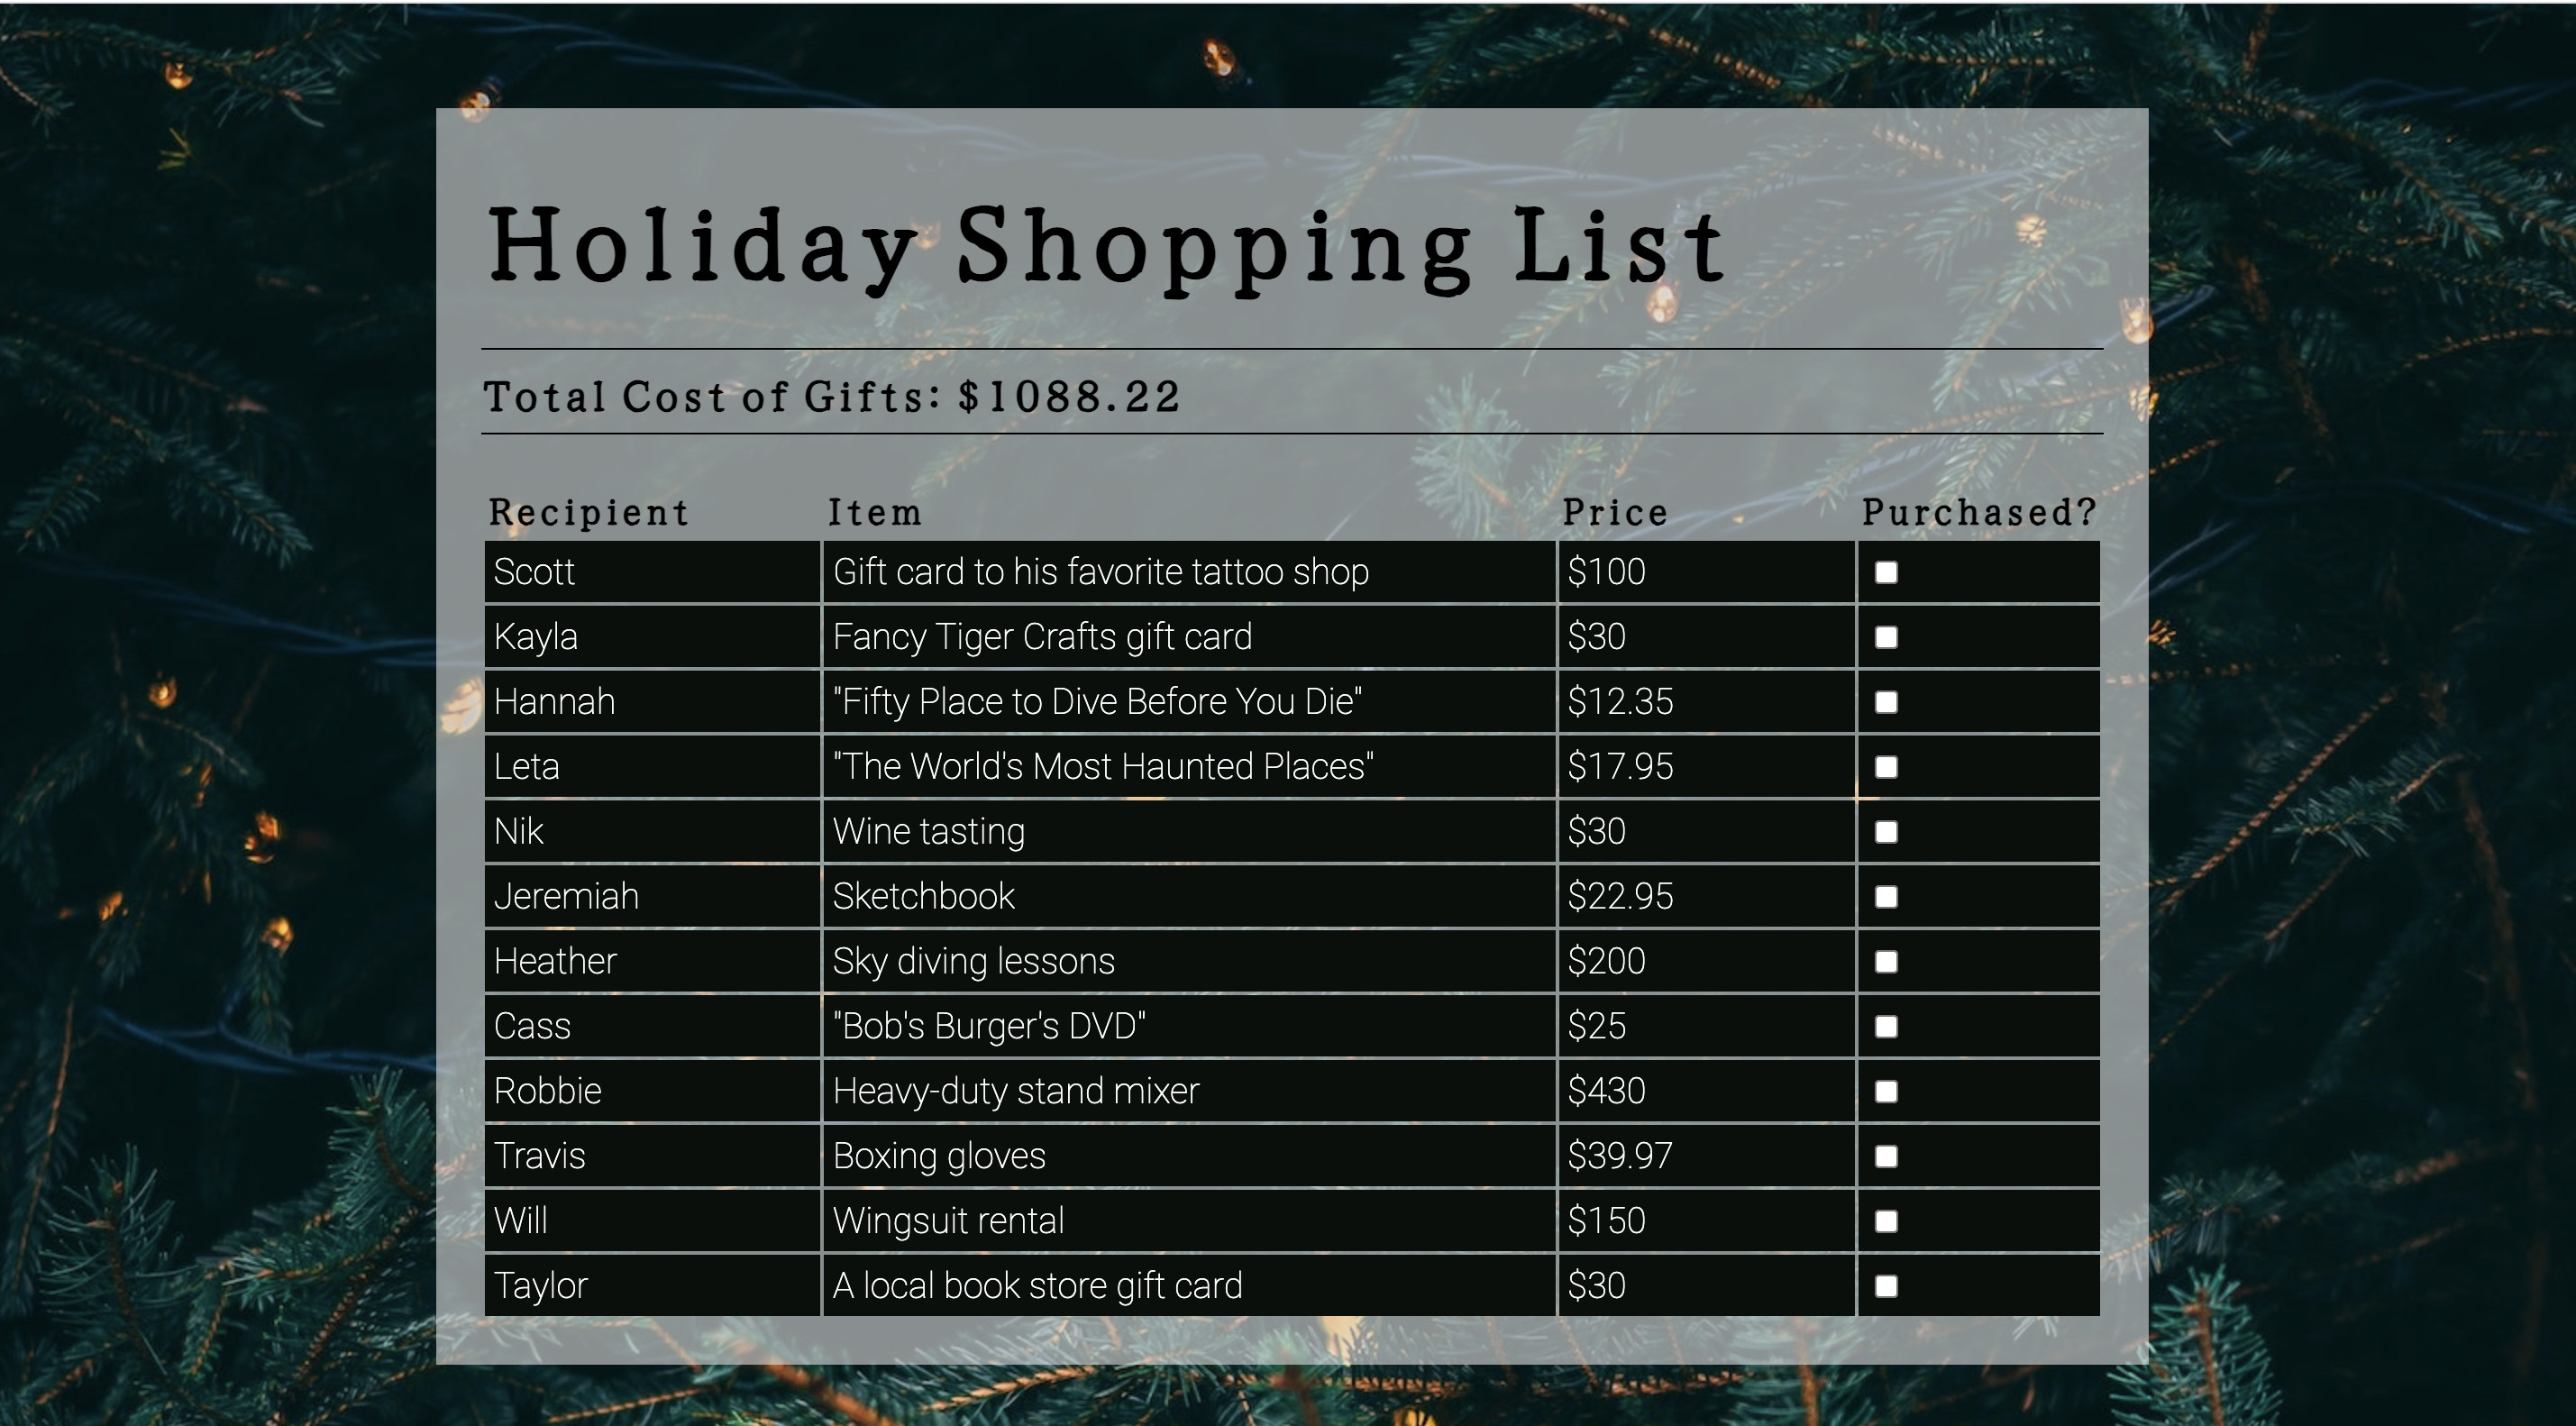 Holiday Shopping List
Total Cost of Gifts: $1088.22
Recipient Item Price Purchased?
Scott Gift card to his favorite tattoo shop $100
Kayla Fancy Tiger Crafts gift card $30
Hannah "Fifty Place to Dive Before You Die" $12.35
Leta "The World's Most Haunted Places" $17.95
Nik Wine tasting $30
Jeremiah Sketchbook $22.95
Heather Sky diving lessons $200
Cass "Bob's Burger's DVD" $25
Robbie Heavy-duty stand mixer $430
Travis Boxing gloves $39.97
Will Wingsuit rental $150
Taylor A local book store gift card $30